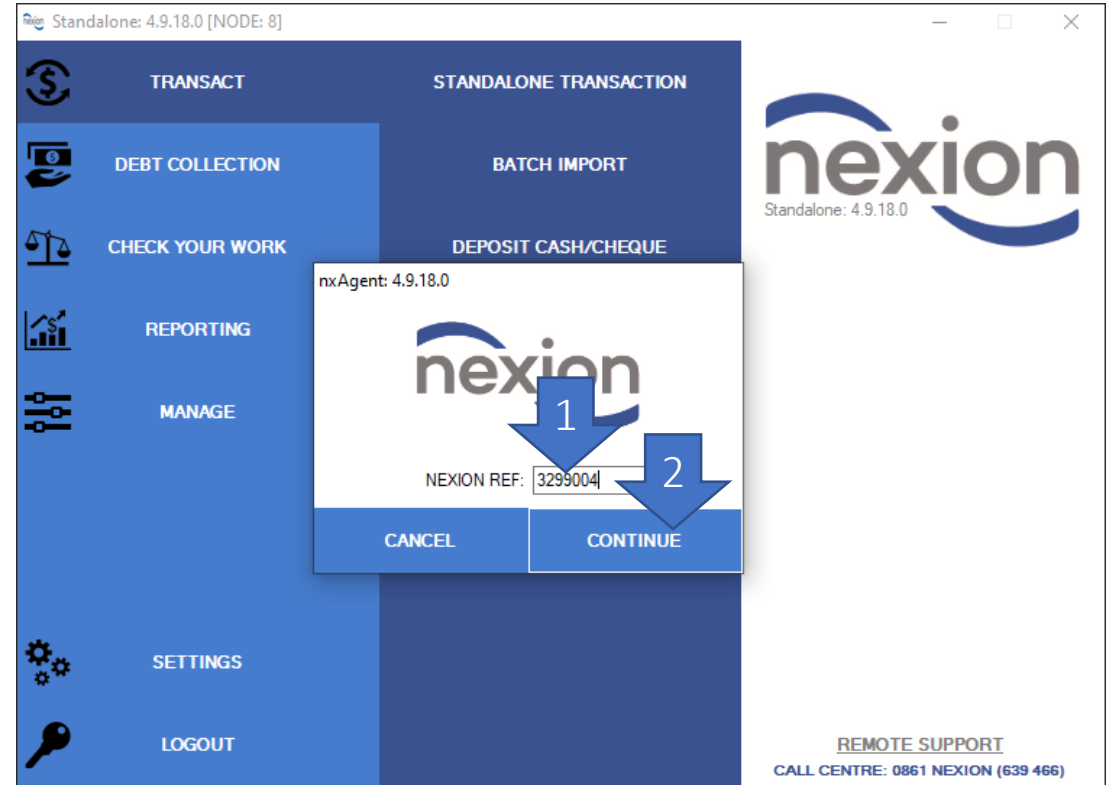 Standalone: 4.9.18.0 [NODE: 8]
TRANSACT
DEBT COLLECTION
CHECK YOUR WORK
REPORTING
MANAGE
SETTINGS
LOGOUT
STANDALONE TRANSACTION
BATCH IMPORT
DEPOSIT CASH/CHEQUE
nxAgent: 4.9.18.0
nexion
1
NEXION REF: 3299004
2
CANCEL
CONTINUE
nexion
Standalone: 4.9.18.0
REMOTE SUPPORT
CALL CENTRE: 0861 NEXION (639 466)